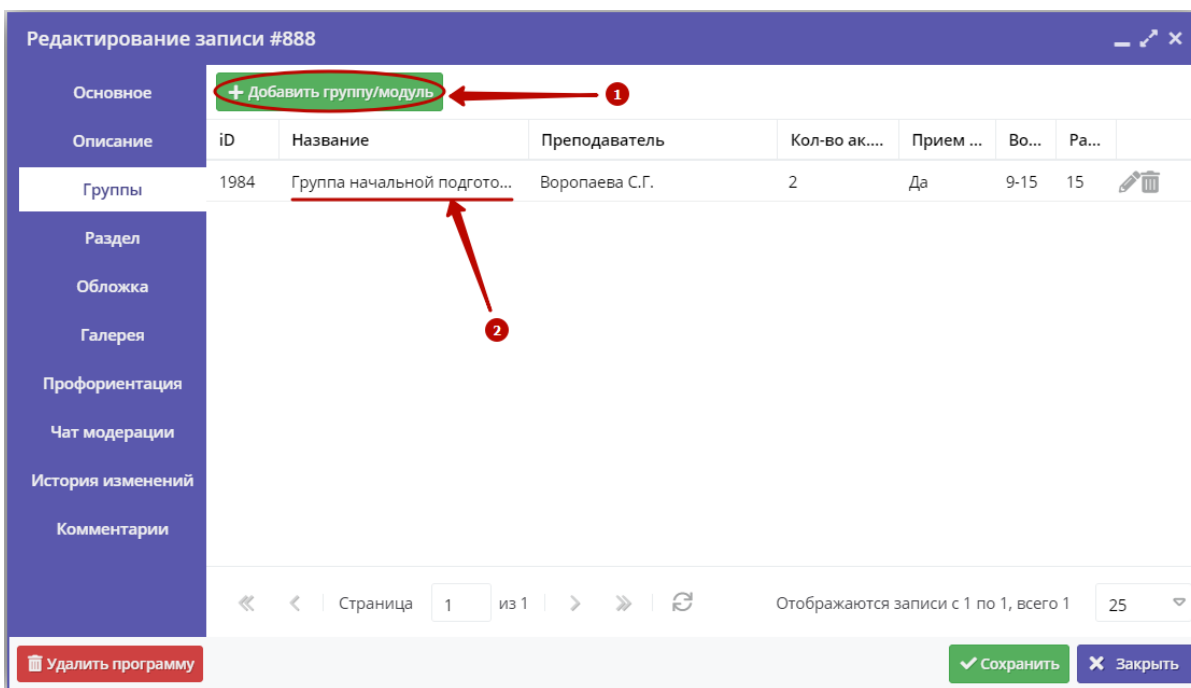 Редактирование записи #888
Основное
Описание
Группы
Раздел
Обложка
Галерея
Профориентация
Чат модерации
История изменений
Комментарии
Добавить группу/модуль 1
iD Название Преподаватель Кол-во ак.... Прием ... Во... Ра...
1984 Группа начальной подгото... Воропаева С.Г. 2 Да 9-15 15
2
Страница 1 из 1 Отображаются записи с 1 по 1, всего 1 25
Удалить программу Сохранить Закрыть